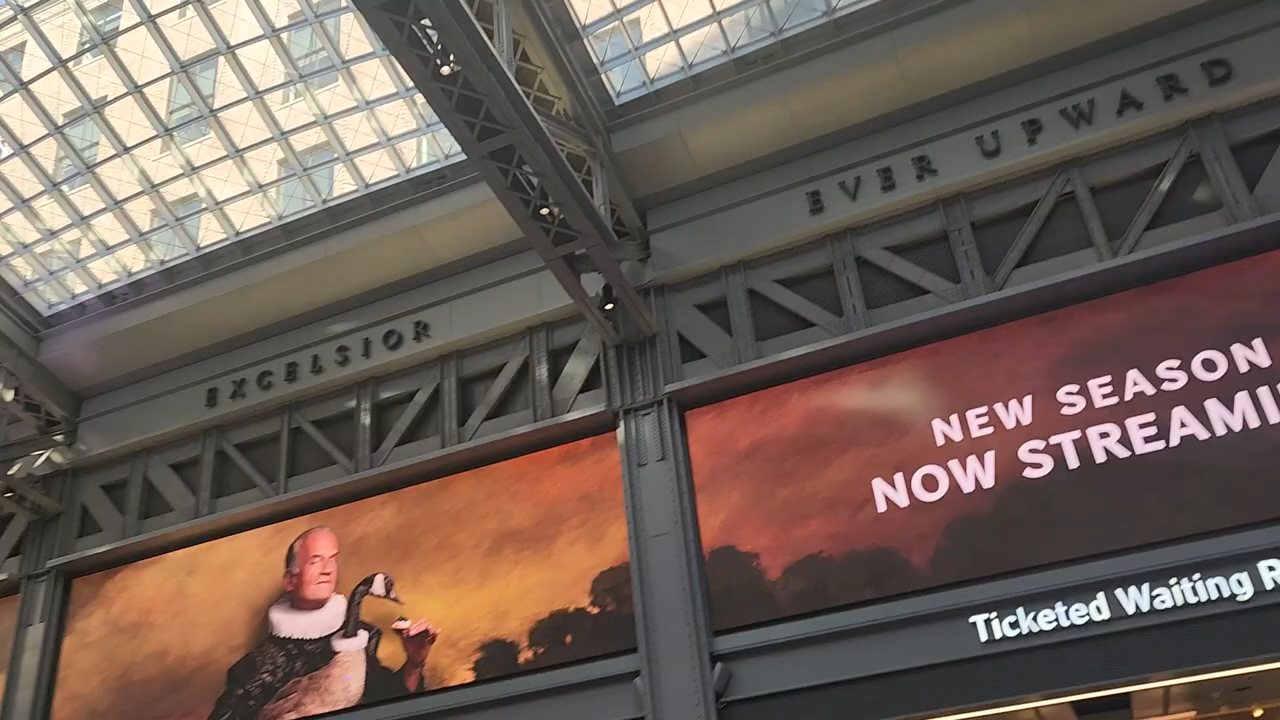 EXCELSIOR
EVER UPWARD
NEW SEASON
NOW STREAMI
Ticketed Waiting R